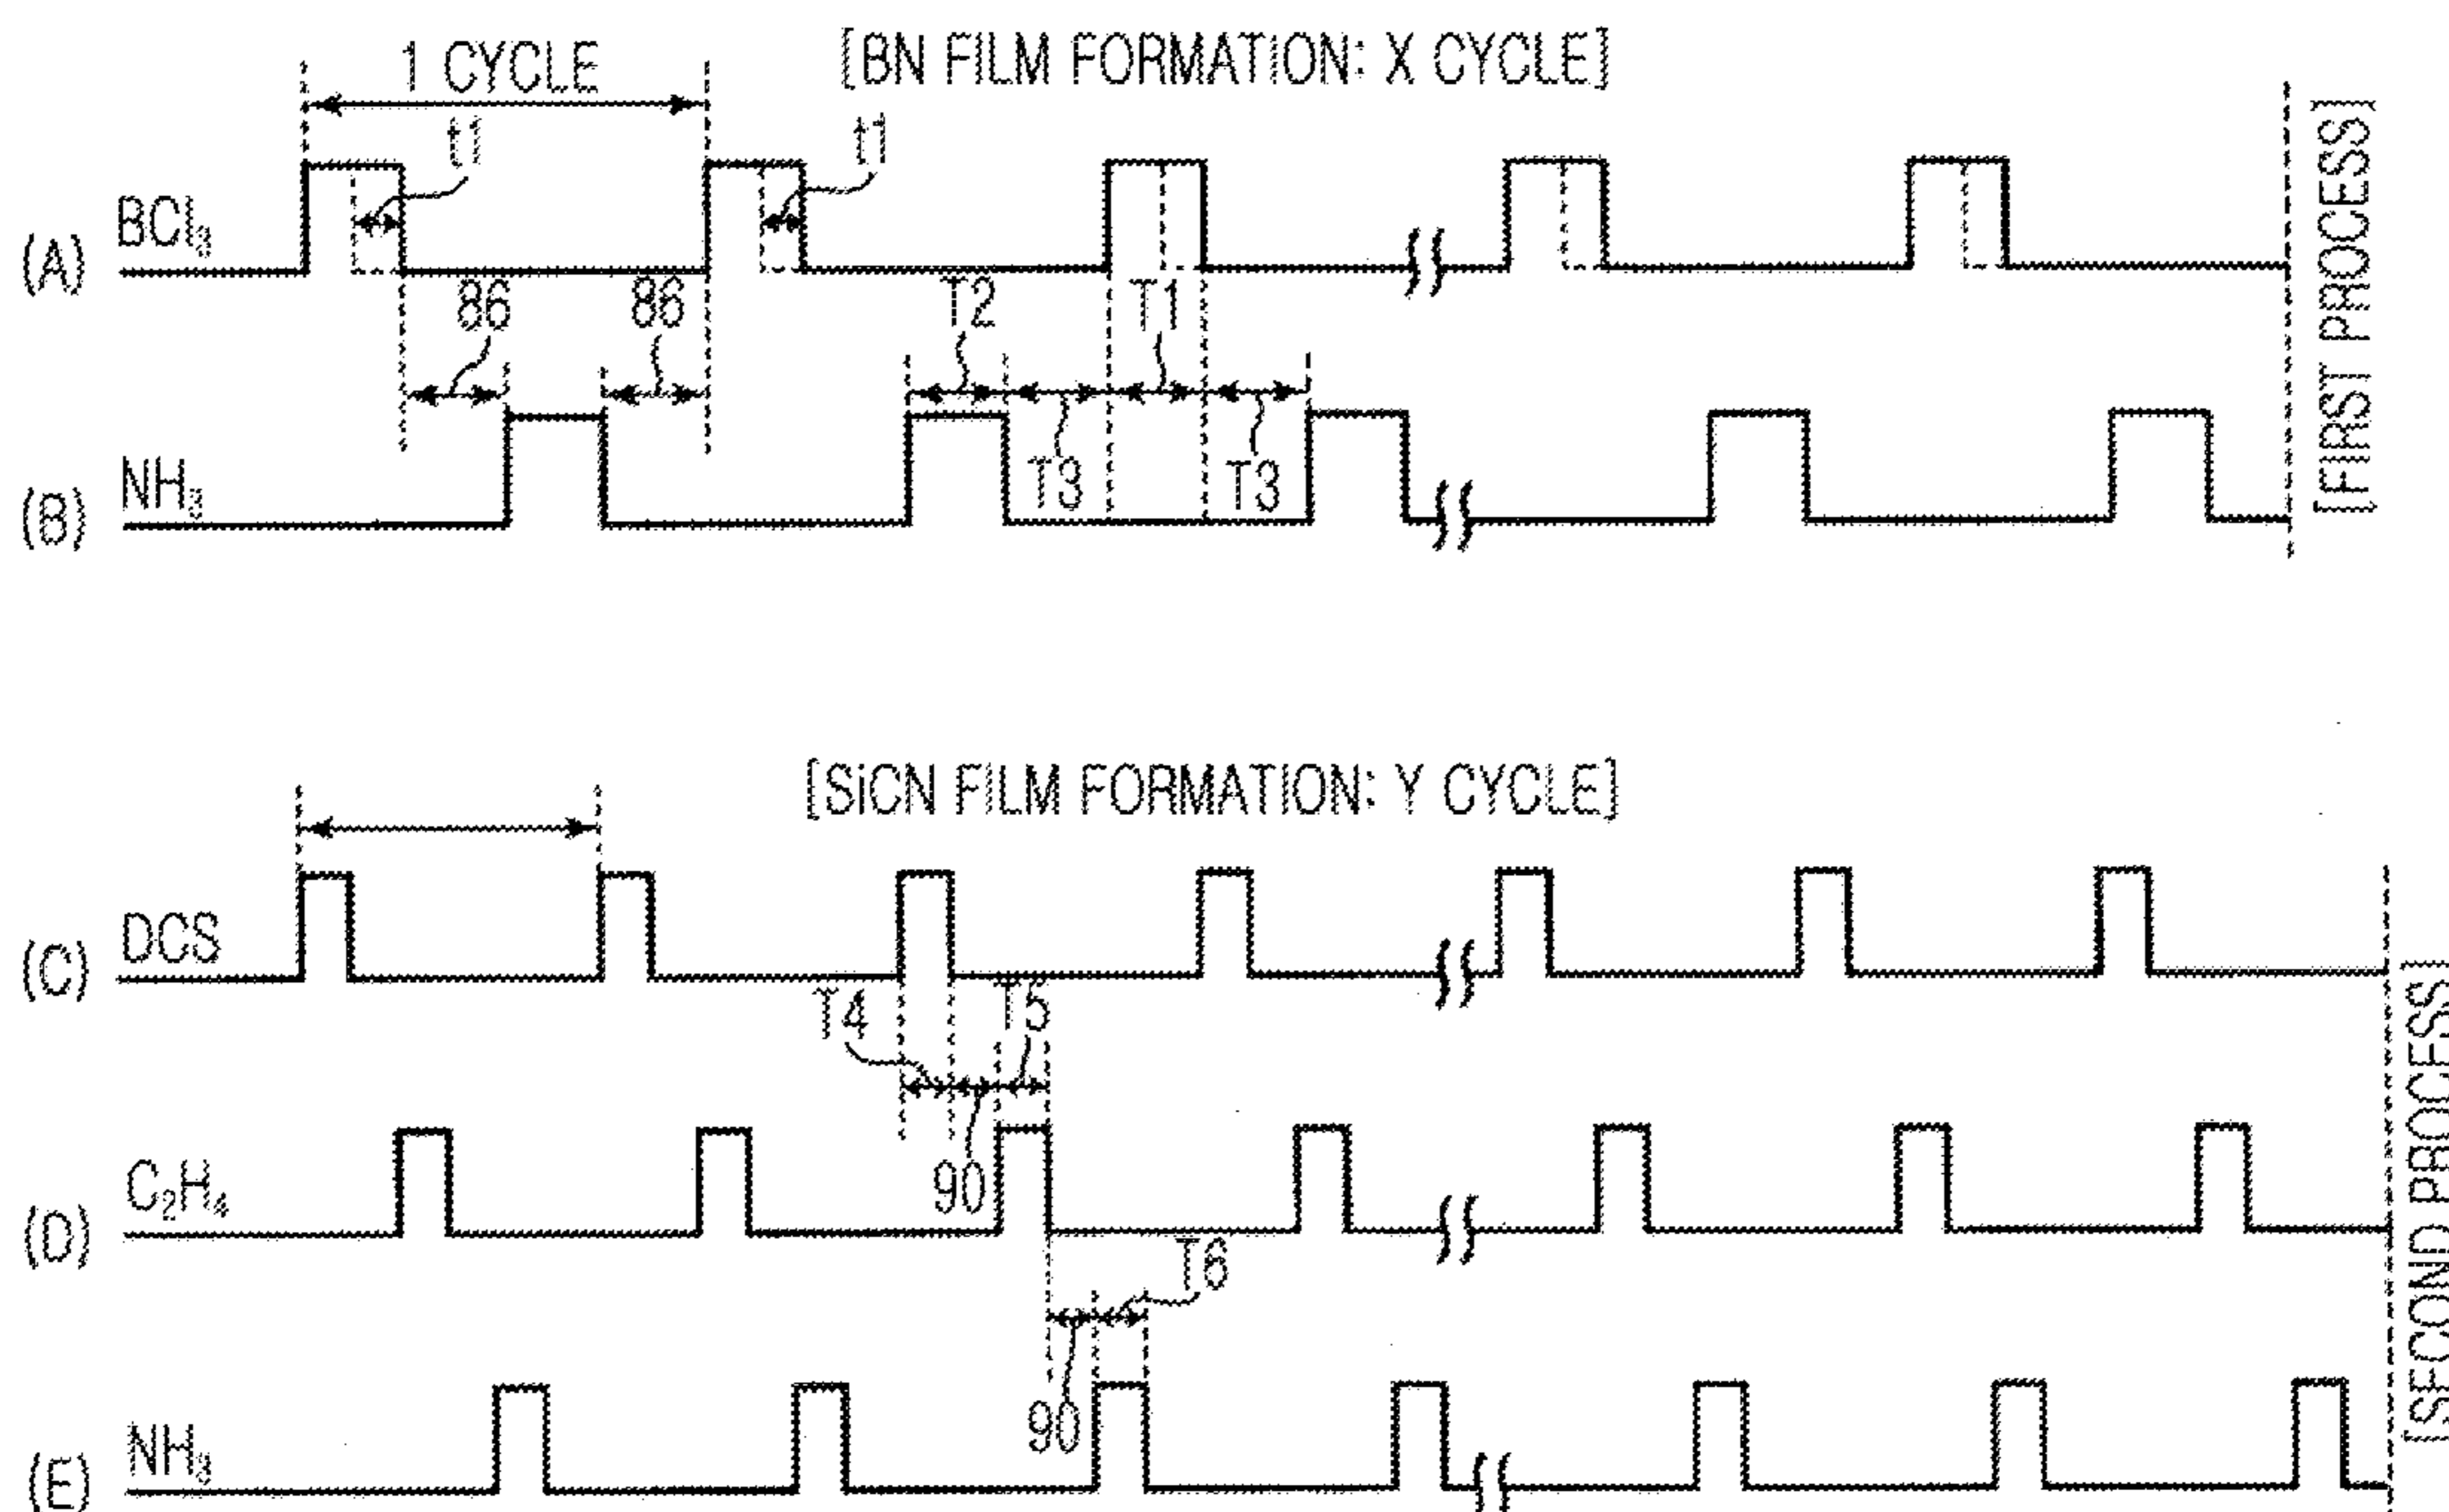 1 CYCLE
[BN FILM FORMATION: X CYCLE]
t1
t1
(A) BCl₃
86
86
T2
T1
(B) NH₃
T3
T3
[FIRST PROCESS]
[SiCN FILM FORMATION: Y CYCLE]
(C) DCS
T4
T5
90
(D) C₂H₄
T6
90
(E) NH₃
[SECOND PROCESS]